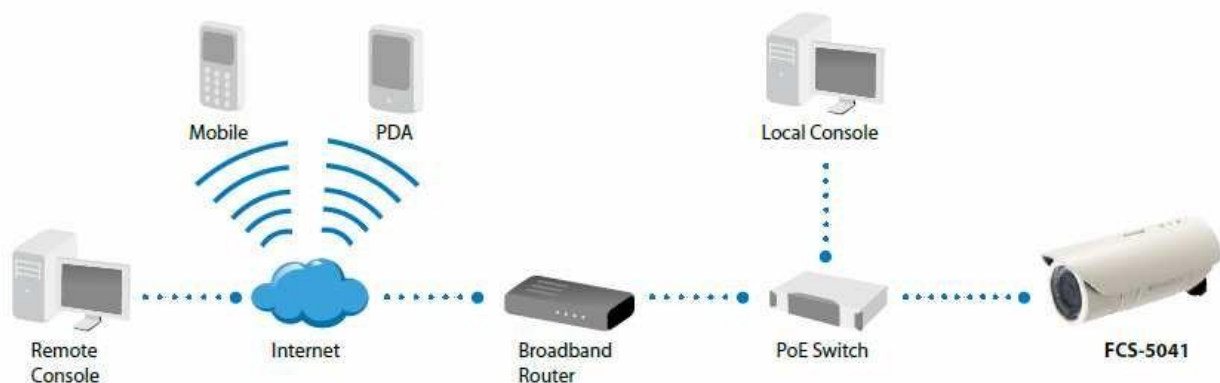 Mobile
PDA
Local Console
Remote
Console
Internet
Broadband
Router
PoE Switch
FCS-5041